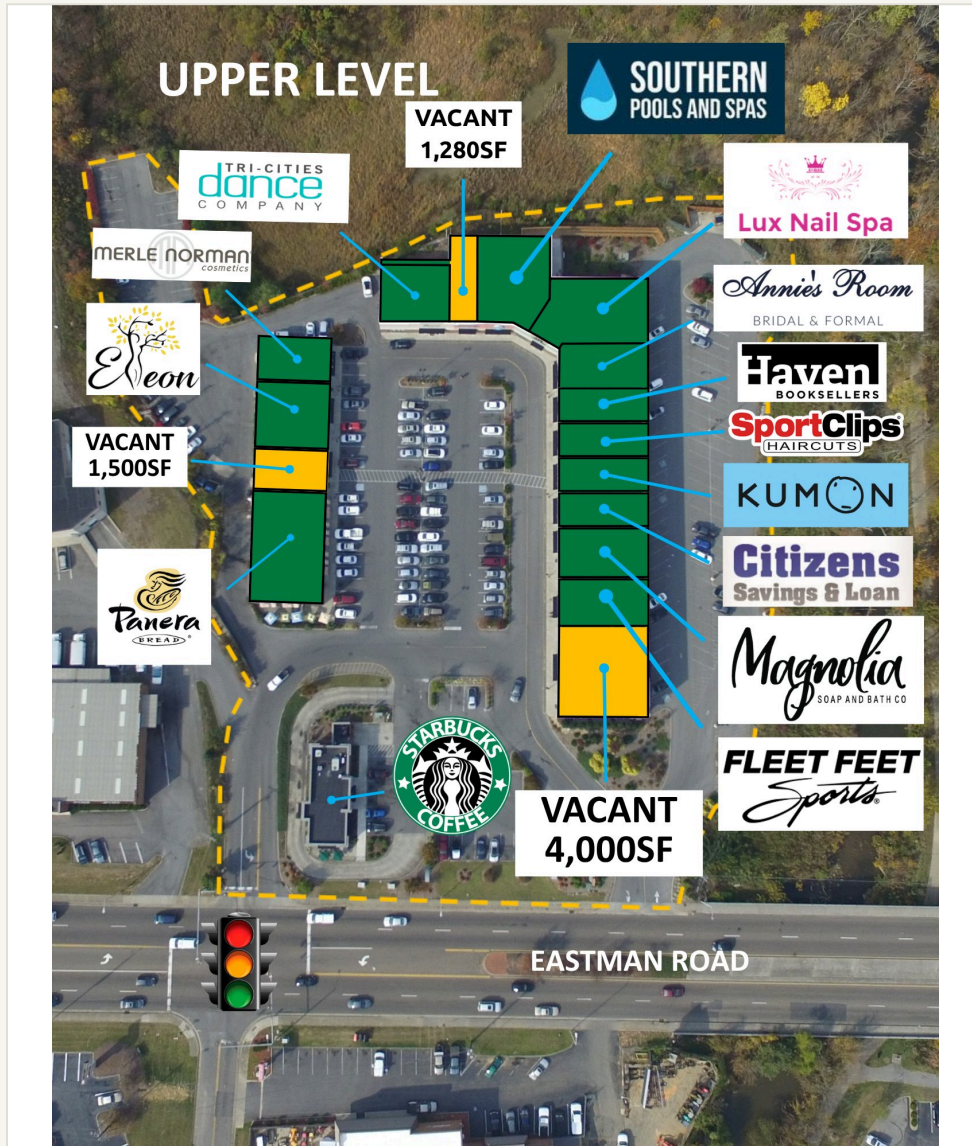 UPPER LEVEL
SOUTHERN
POOLS AND SPAS
VACANT
1,280SF
TRI-CITIES
dance
COMPANY
Lux Nail Spa
MERLE NORMAN
cosmetics
Annie's Room
BRIDAL & FORMAL
Haven
BOOKSELLERS
SportClips
HAIRCUTS
VACANT
1,500SF
KUMON
Citizens
Savings & Loan
Panera
BREAD®
Magnolia
SOAP AND BATH CO
STARBUCKS
COFFEE
FLEET FEET
Sports®
VACANT
4,000SF
EASTMAN ROAD